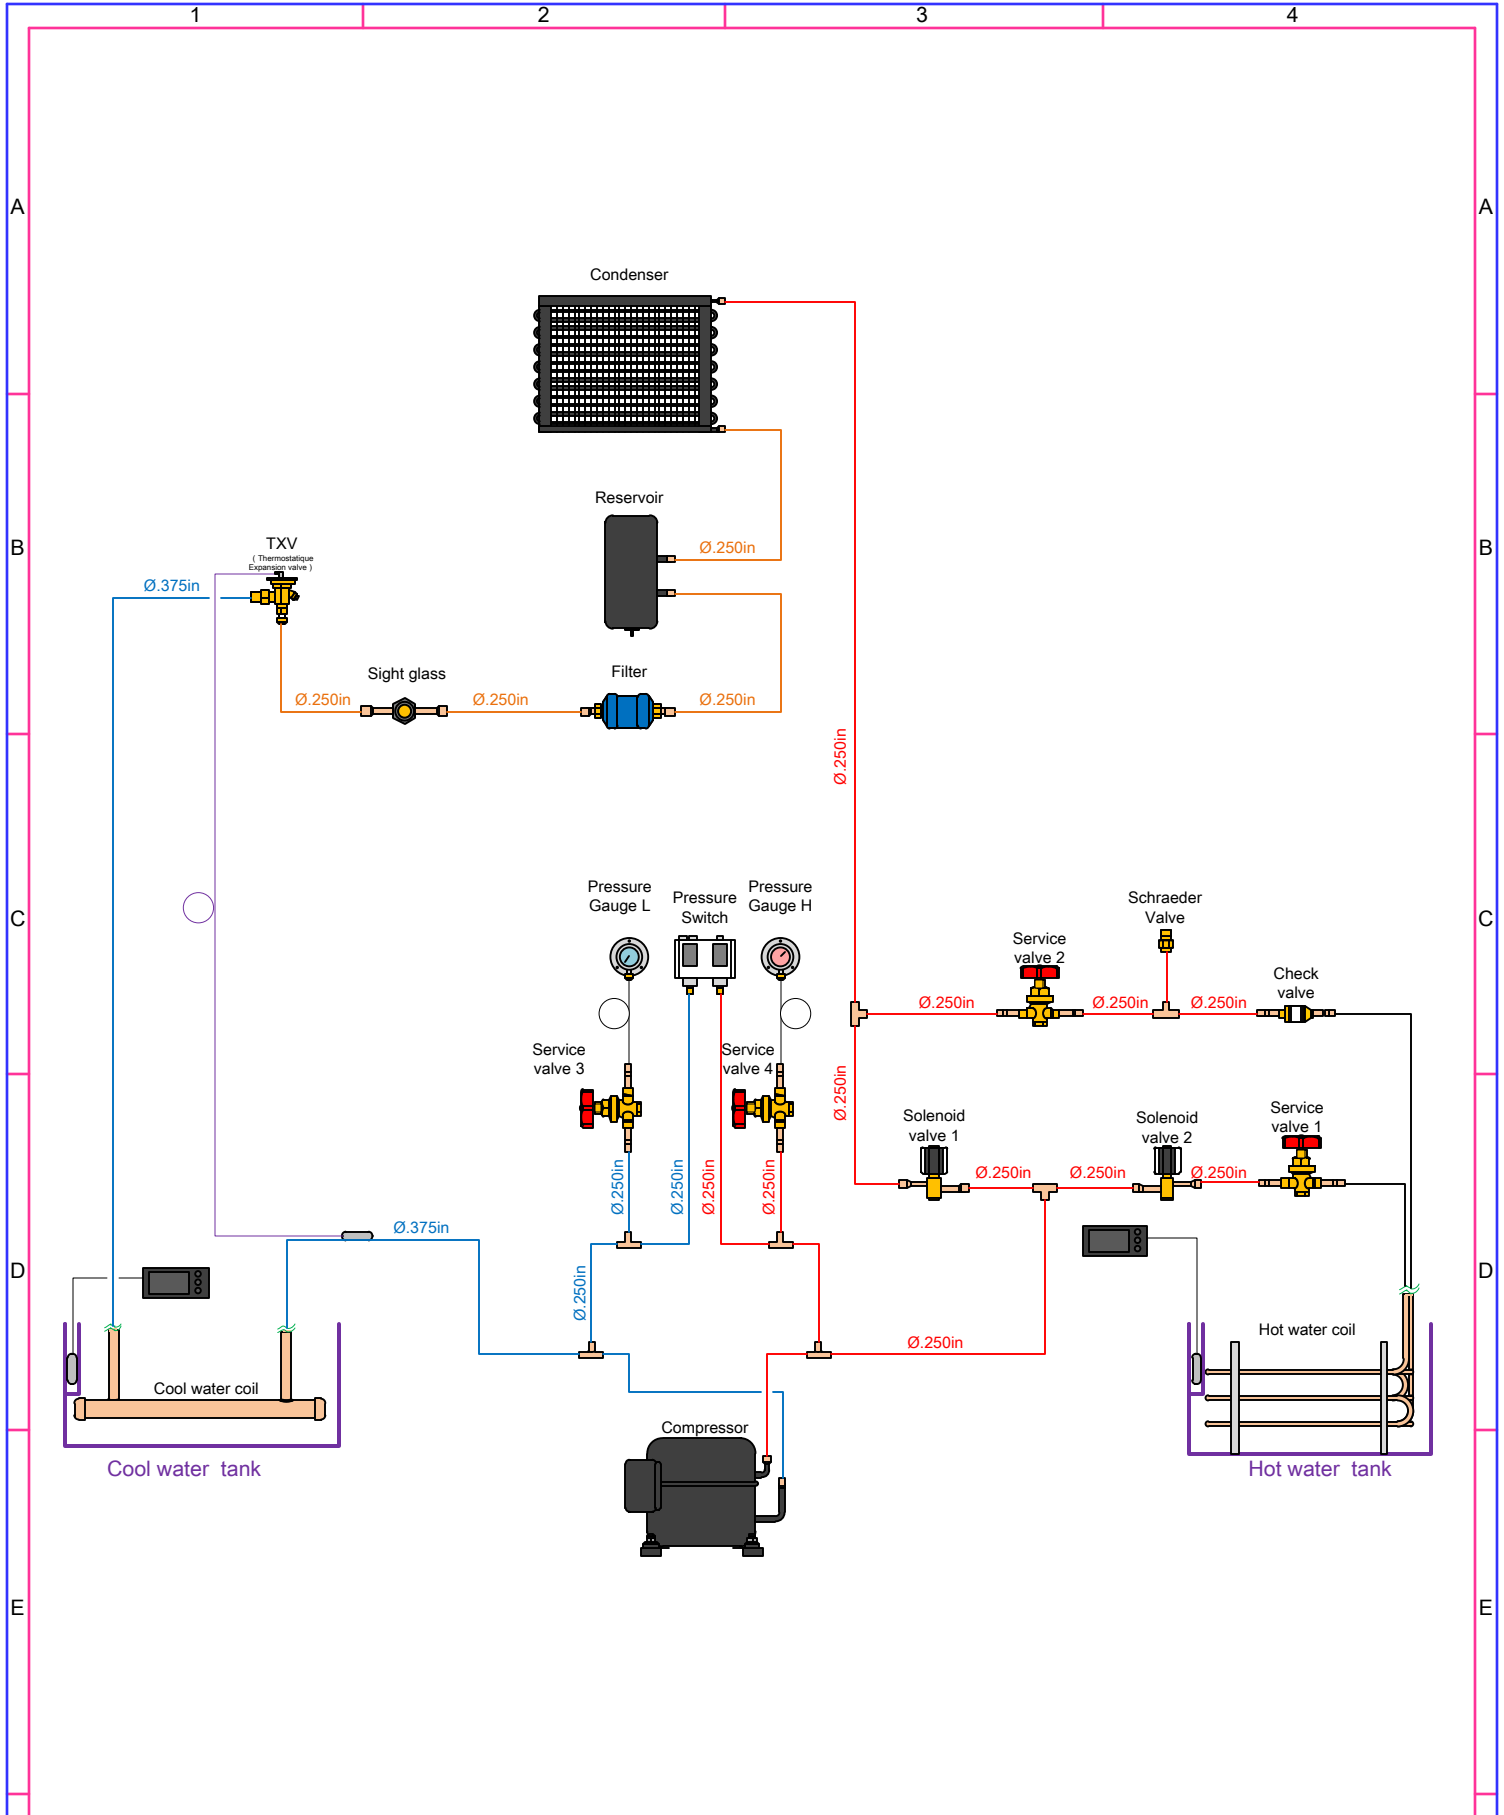 1 2 3 4
A A
Condenser
Reservoir
B B
TXV
( Thermostatique
Expansion valve )
Ø.250in
Ø.375in
Sight glass
Filter
Ø.250in
Ø.250in
Ø.250in
Ø.250in
Pressure
Gauge L
Pressure
Switch
Pressure
Gauge H
Schraeder
Valve
C C
Service
valve 2
Check
valve
Ø.250in
Ø.250in
Ø.250in
Service
valve 3
Service
valve 4
Ø.250in
Solenoid
valve 1
Solenoid
valve 2
Service
valve 1
Ø.250in
Ø.250in
Ø.250in
Ø.250in
Ø.250in
Ø.250in
Ø.250in
Ø.375in
D D
Ø.250in
Ø.250in
Hot water coil
Cool water coil
Compressor
Cool water tank
Hot water tank
E E